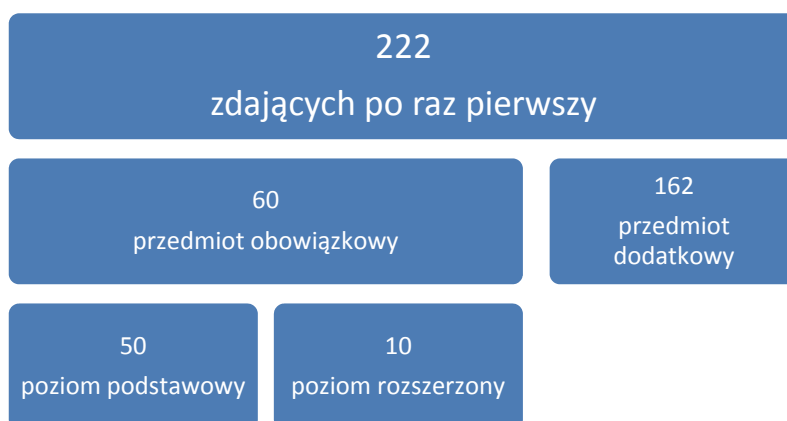 222
zdających po raz pierwszy
60
przedmiot obowiązkowy
162
przedmiot
dodatkowy
50
poziom podstawowy
10
poziom rozszerzony